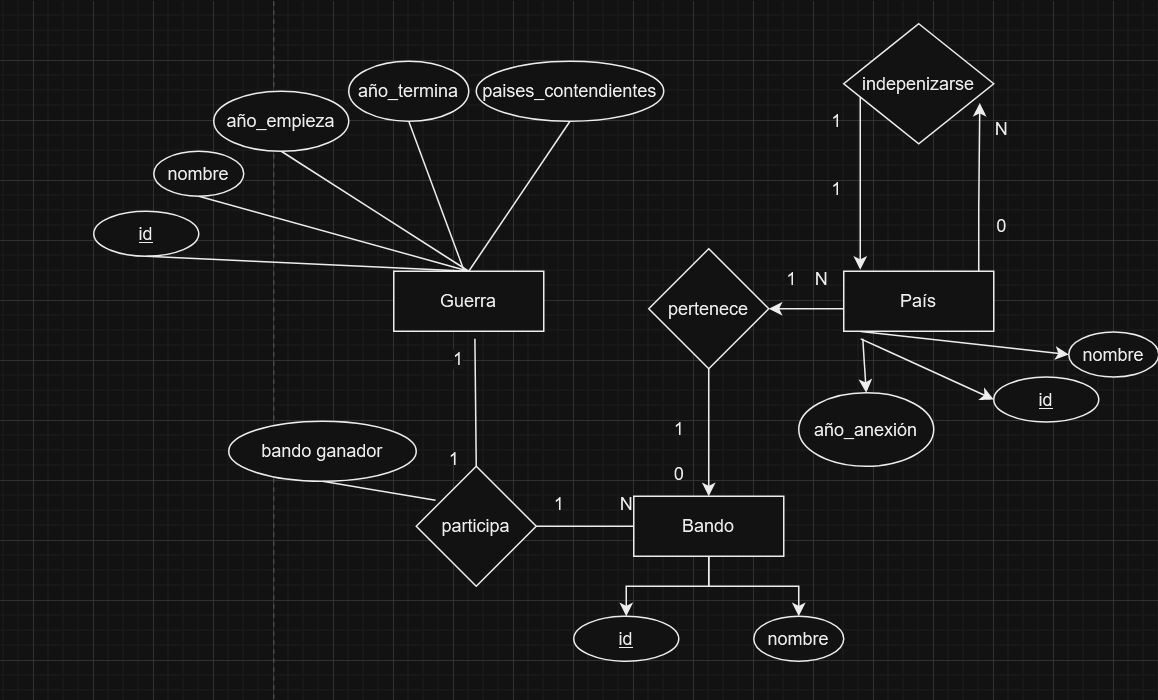 indepenizarse
año_termina
paises_contendientes
año_empieza
1
N
nombre
1
id
0
1
N
Guerra
pertenece
País
1
nombre
id
1
año_anexión
bando ganador
1
0
1
N
participa
Bando
id
nombre